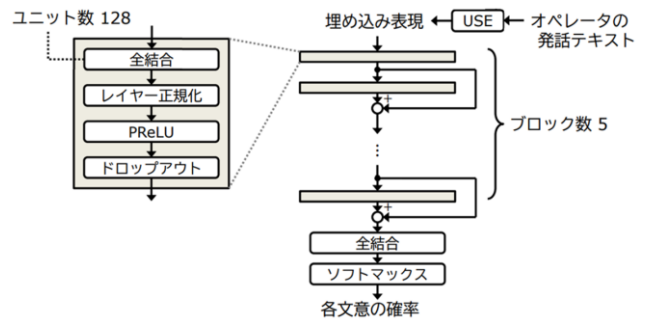 ユニット数 128
全結合
レイヤー正規化
PReLU
ドロップアウト
埋め込み表現
USE
オペレータの
発話テキスト
+
⋮
ブロック数 5
+
全結合
ソフトマックス
各文意の確率